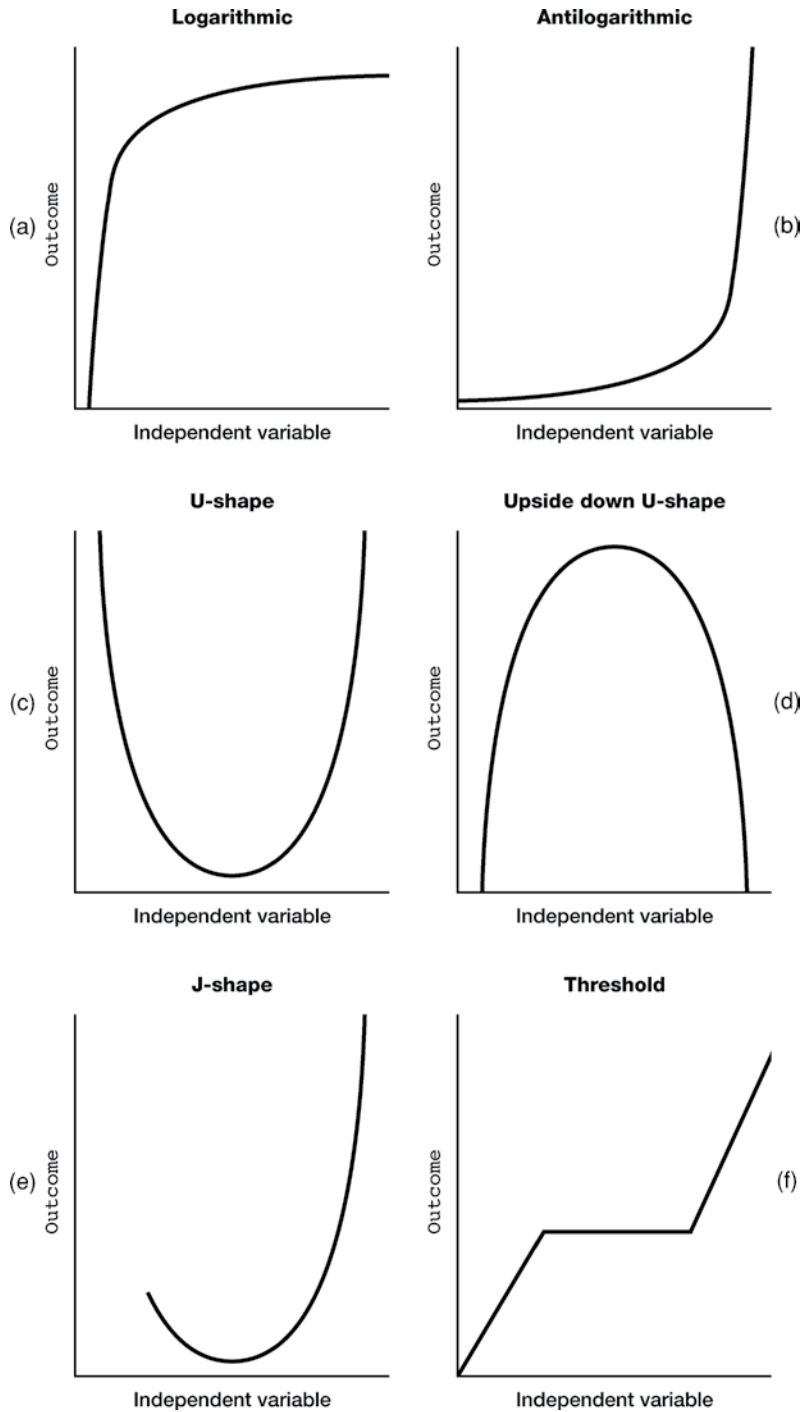 Logarithmic
(a)
Outcome
Independent variable
Antilogarithmic
Outcome
(b)
Independent variable
U-shape
(c)
Outcome
Independent variable
Upside down U-shape
Outcome
(d)
Independent variable
J-shape
(e)
Outcome
Independent variable
Threshold
Outcome
(f)
Independent variable